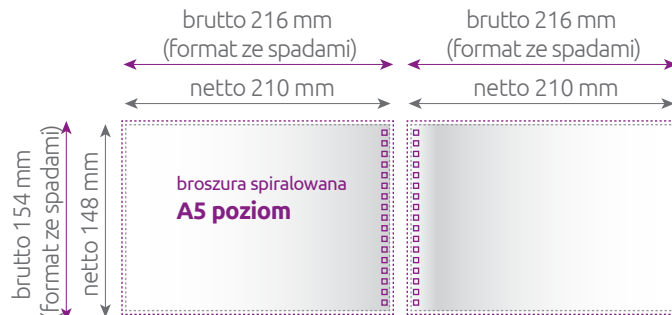 brutto 216 mm
(format ze spadami)
netto 210 mm
brutto 216 mm
(format ze spadami)
netto 210 mm
brutto 154 mm
(format ze spadami)
netto 148 mm
broszura spiralowana
A5 poziom